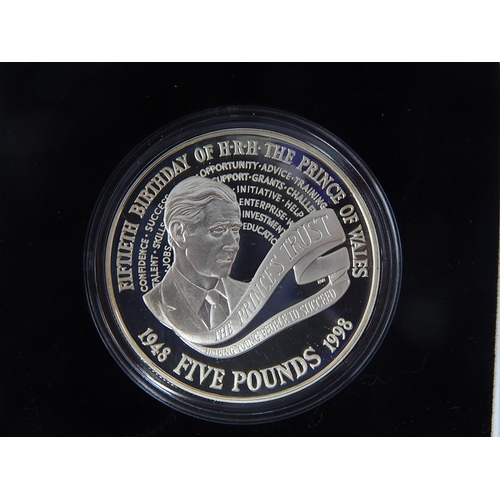 FIFTIETH BIRTHDAY OF H·R·H·THE PRINCE OF WALES
OPPORTUNITY·ADVICE·TRAINING
SUPPORT·GRANTS·CHALLE
INITIATIVE·HELP
ENTERPRISE·W
INVESTMENT
EDUCATIO
CONFIDENCE·SUCCESS
TALENT·SKILLS
JOBS
THE PRINCE'S TRUST
HELPING YOUNG PEOPLE TO SUCCEED
1948 FIVE POUNDS 1998